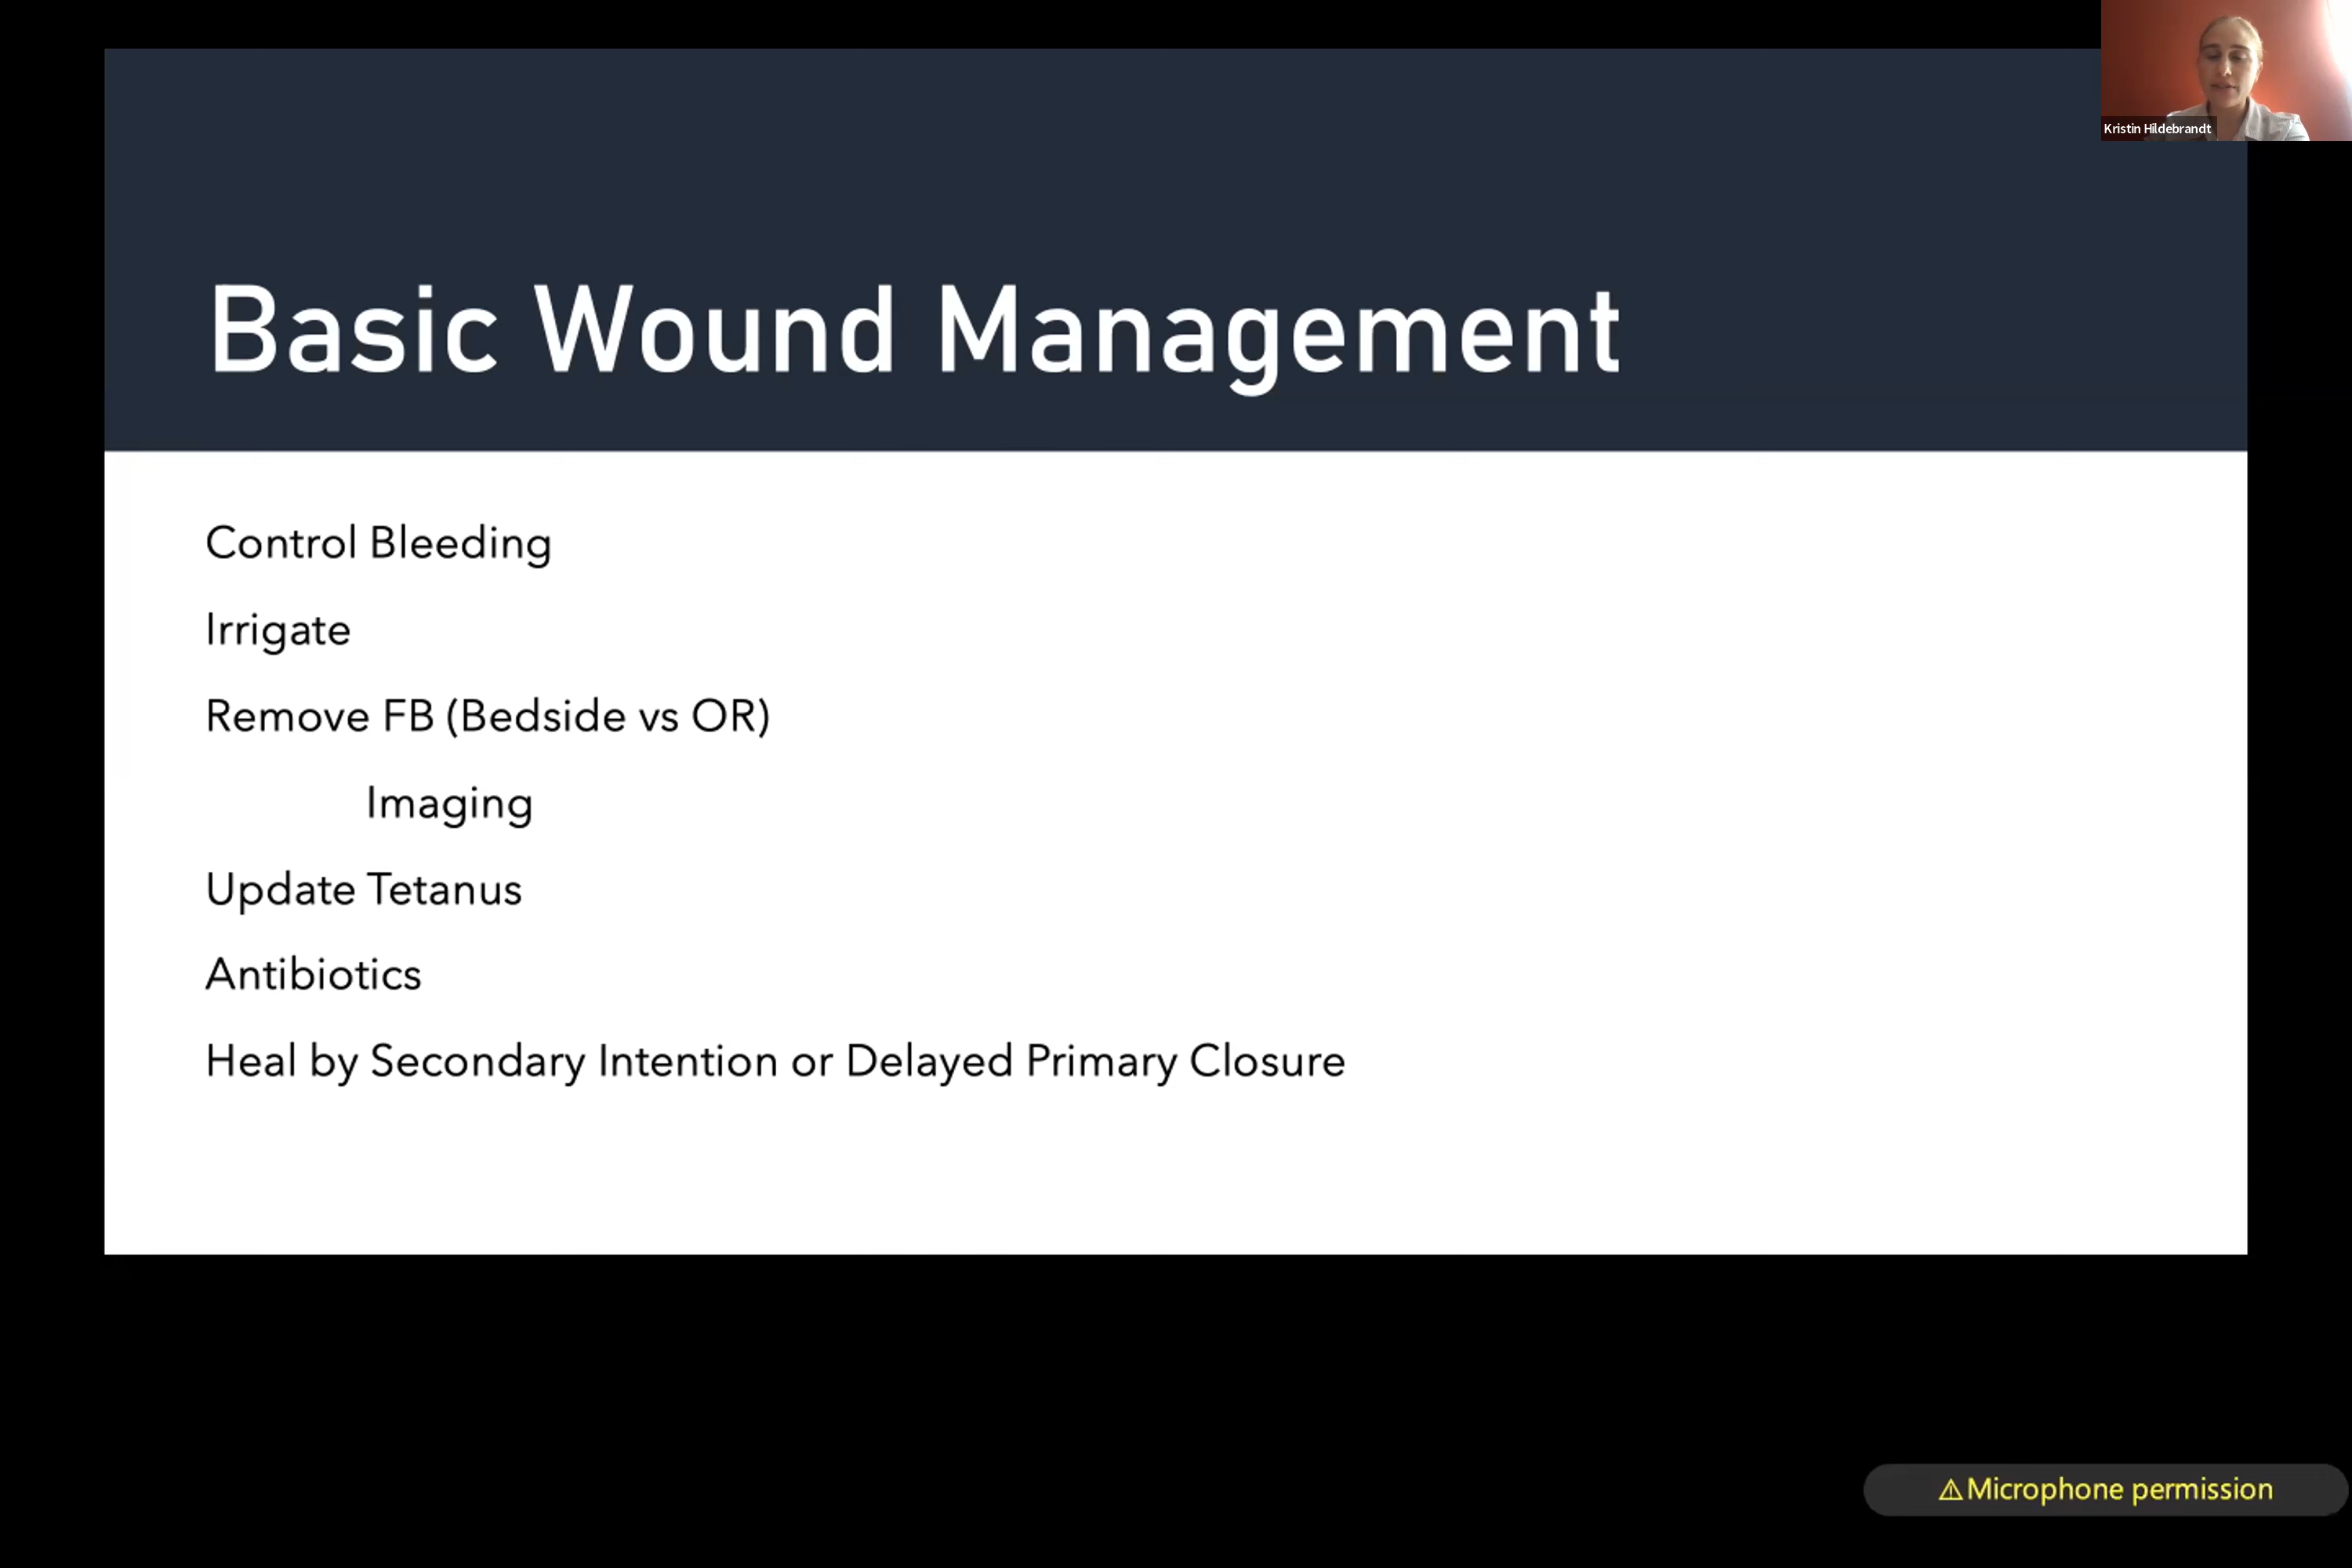 Kristin Hildebrandt
Basic Wound Management
Control Bleeding
Irrigate
Remove FB (Bedside vs OR)
Imaging
Update Tetanus
Antibiotics
Heal by Secondary Intention or Delayed Primary Closure
⚠Microphone permission